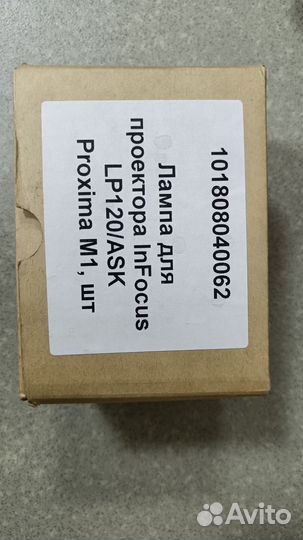 101808040062
Лампа для
проектора InFocus
LP120/ASK
Proxima M1, шт
Avito